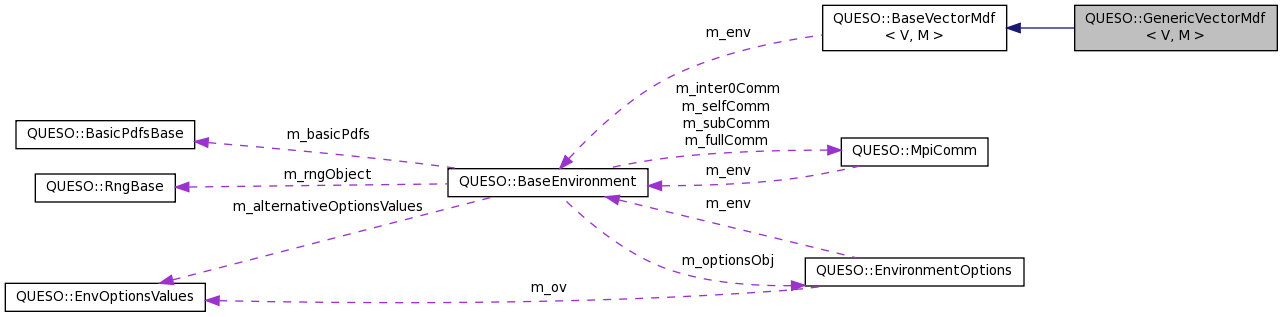 QUESO::BaseVectorMdf
< V, M >
QUESO::GenericVectorMdf
< V, M >
m_env
m_inter0Comm
m_selfComm
m_subComm
m_fullComm
QUESO::BasicPdfsBase
m_basicPdfs
QUESO::MpiComm
m_env
QUESO::RngBase
m_rngObject
QUESO::BaseEnvironment
m_alternativeOptionsValues
m_env
m_optionsObj
QUESO::EnvironmentOptions
QUESO::EnvOptionsValues
m_ov